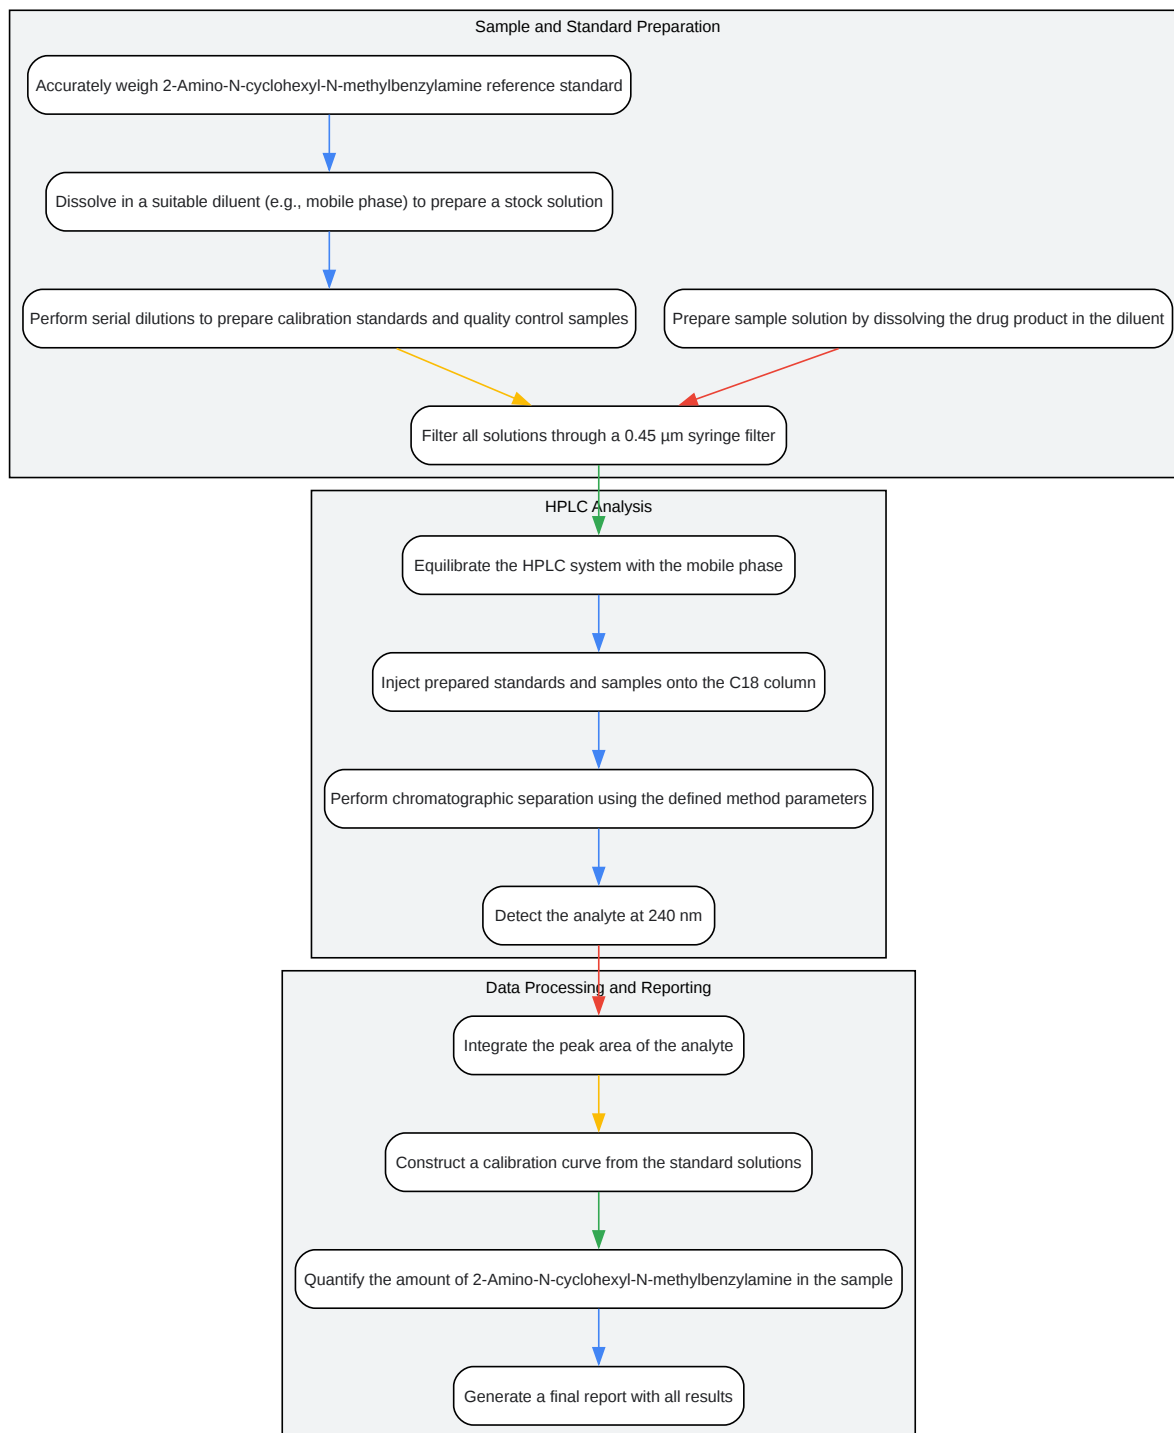 Sample and Standard Preparation
Accurately weigh 2-Amino-N-cyclohexyl-N-methylbenzylamine reference standard
Dissolve in a suitable diluent (e.g., mobile phase) to prepare a stock solution
Perform serial dilutions to prepare calibration standards and quality control samples
Prepare sample solution by dissolving the drug product in the diluent
Filter all solutions through a 0.45 µm syringe filter
HPLC Analysis
Equilibrate the HPLC system with the mobile phase
Inject prepared standards and samples onto the C18 column
Perform chromatographic separation using the defined method parameters
Detect the analyte at 240 nm
Data Processing and Reporting
Integrate the peak area of the analyte
Construct a calibration curve from the standard solutions
Quantify the amount of 2-Amino-N-cyclohexyl-N-methylbenzylamine in the sample
Generate a final report with all results